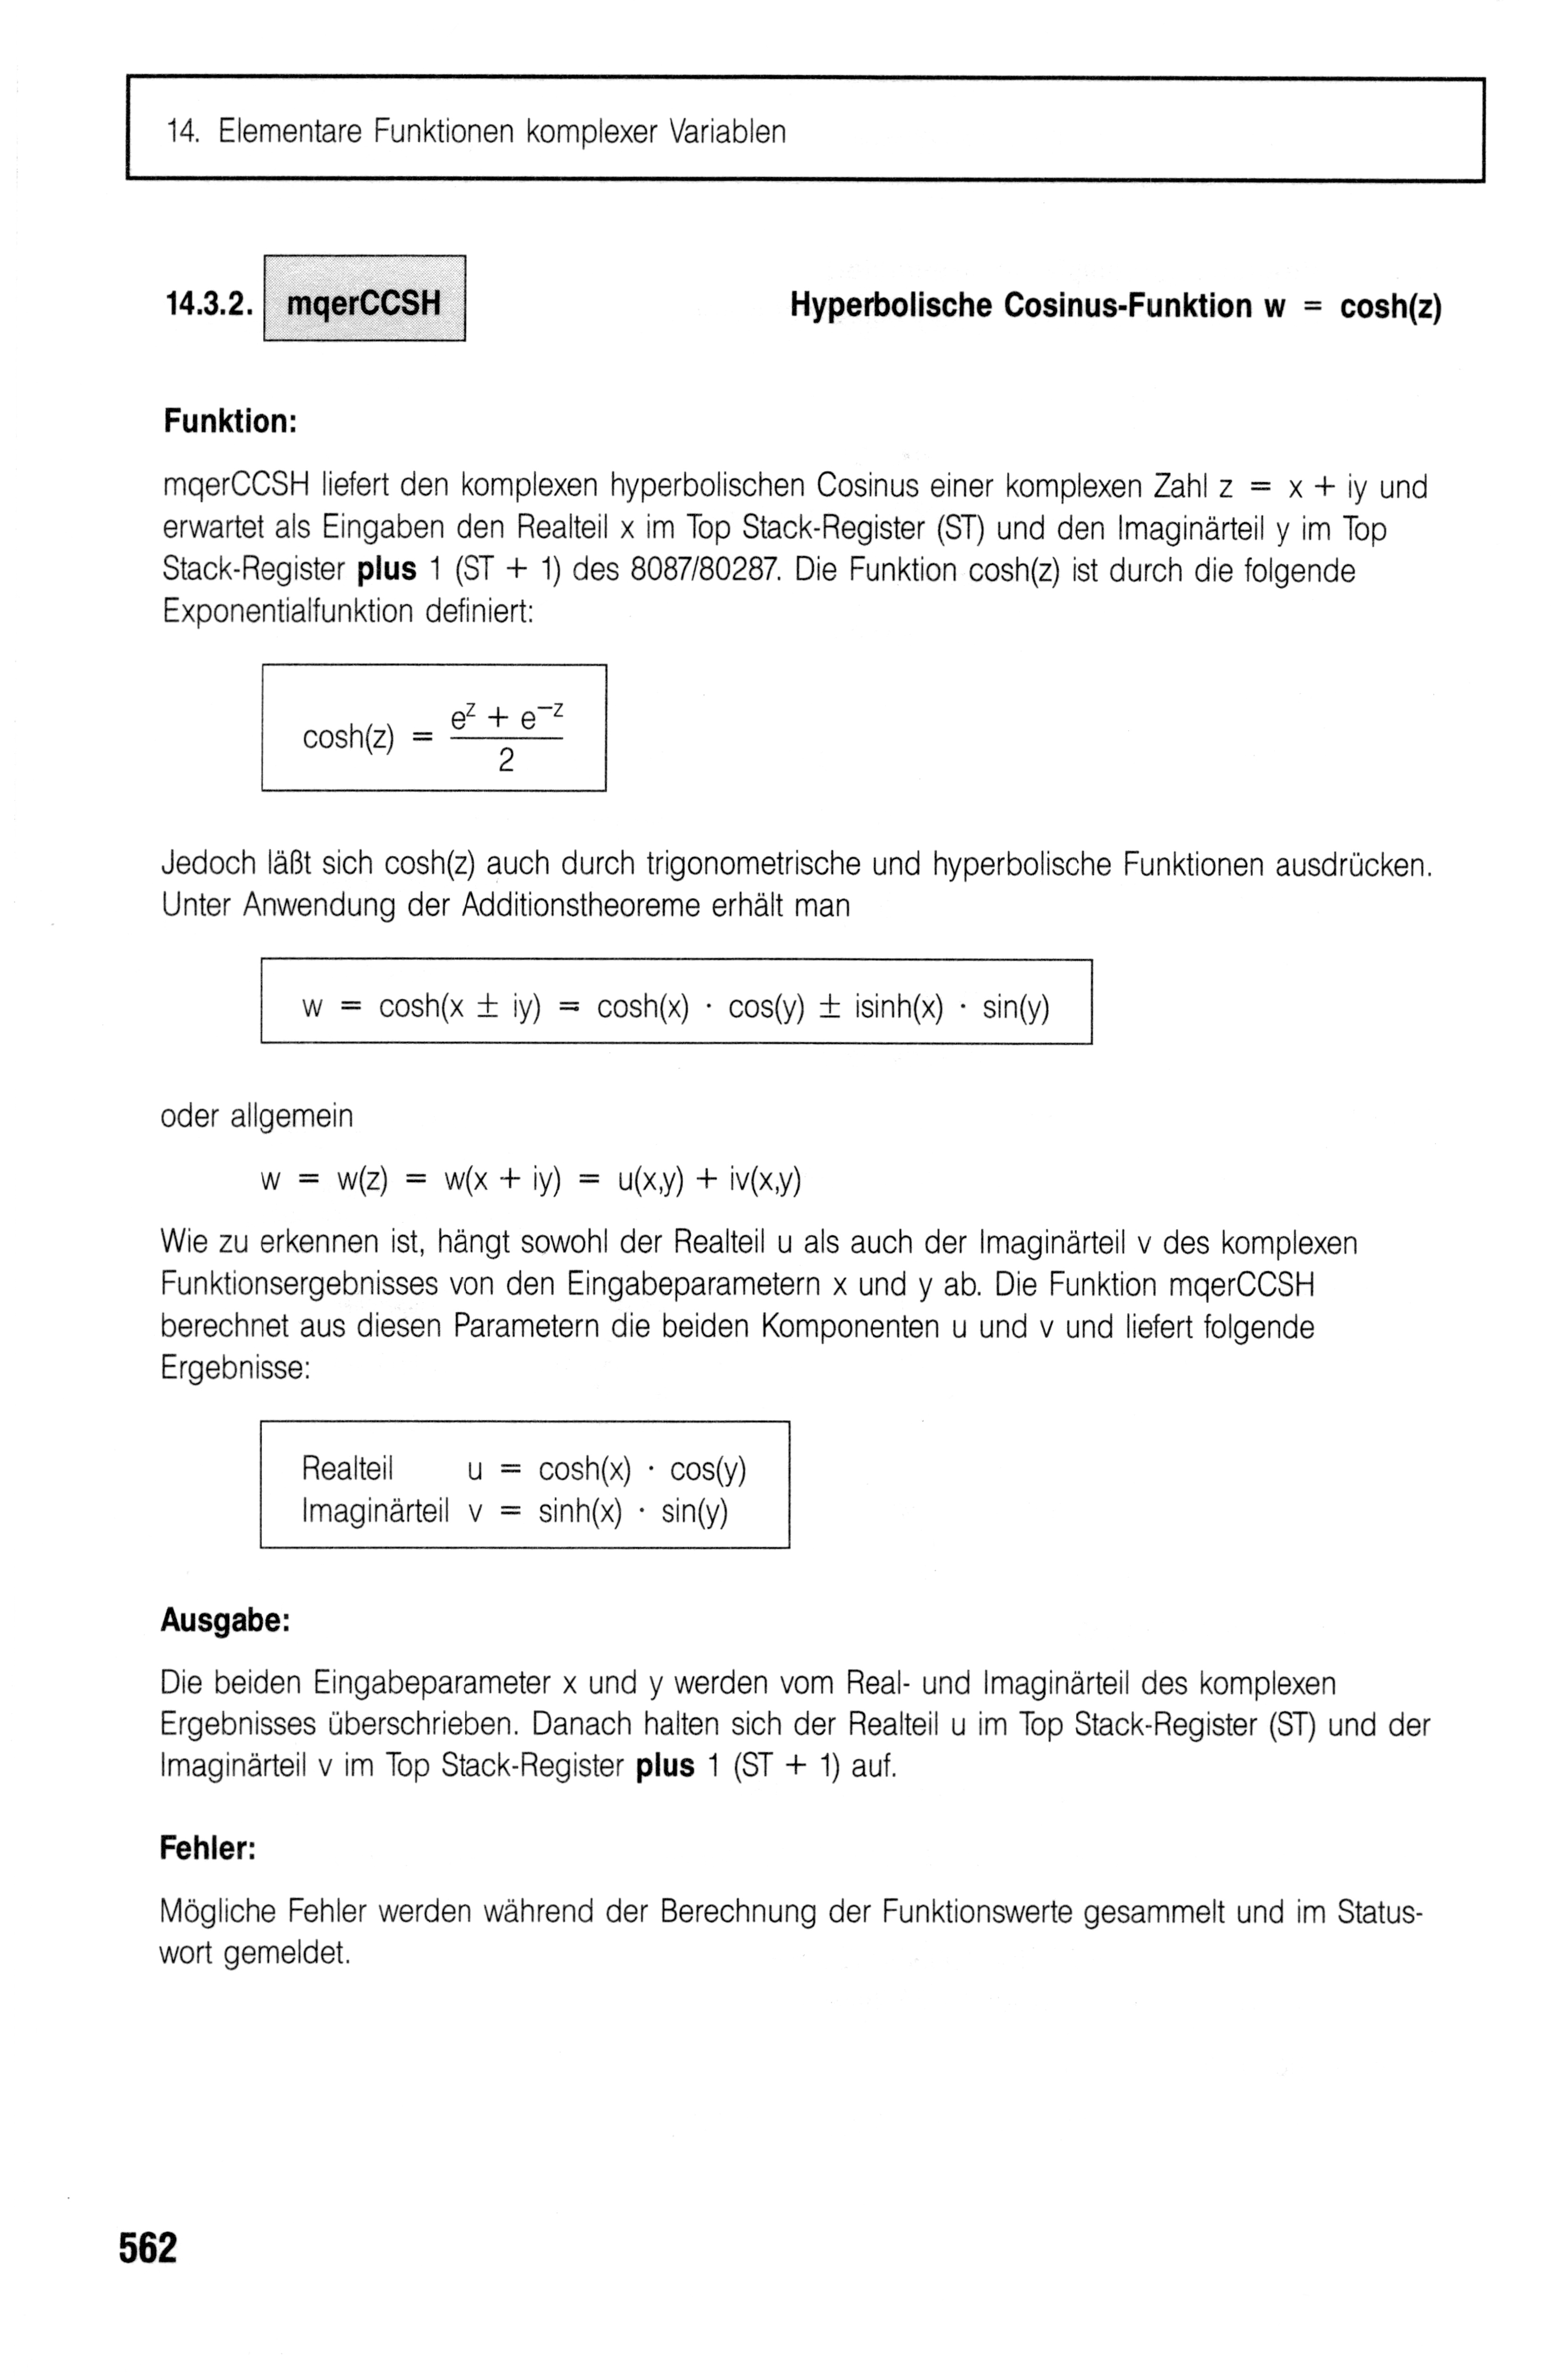 14. Elementare Funktionen komplexer Variablen
14.3.2. mqerCCSH Hyperbolische Cosinus-Funktion w = cosh(z)
Funktion:
mqerCCSH liefert den komplexen hyperbolischen Cosinus einer komplexen Zahl z = x + iy und
erwartet als Eingaben den Realteil x im Top Stack-Register (ST) und den Imaginärteil y im Top
Stack-Register plus 1 (ST + 1) des 8087/80287. Die Funktion cosh(z) ist durch die folgende
Exponentialfunktion definiert:
cosh(z) = (e^z + e^−z)/2
Jedoch läßt sich cosh(z) auch durch trigonometrische und hyperbolische Funktionen ausdrücken.
Unter Anwendung der Additionstheoreme erhält man
w = cosh(x ± iy) = cosh(x) · cos(y) ± isinh(x) · sin(y)
oder allgemein
w = w(z) = w(x + iy) = u(x,y) + iv(x,y)
Wie zu erkennen ist, hängt sowohl der Realteil u als auch der Imaginärteil v des komplexen
Funktionsergebnisses von den Eingabeparametern x und y ab. Die Funktion mqerCCSH
berechnet aus diesen Parametern die beiden Komponenten u und v und liefert folgende
Ergebnisse:
Realteil u = cosh(x) · cos(y)
Imaginärteil v = sinh(x) · sin(y)
Ausgabe:
Die beiden Eingabeparameter x und y werden vom Real- und Imaginärteil des komplexen
Ergebnisses überschrieben. Danach halten sich der Realteil u im Top Stack-Register (ST) und der
Imaginärteil v im Top Stack-Register plus 1 (ST + 1) auf.
Fehler:
Mögliche Fehler werden während der Berechnung der Funktionswerte gesammelt und im Status-
wort gemeldet.
562